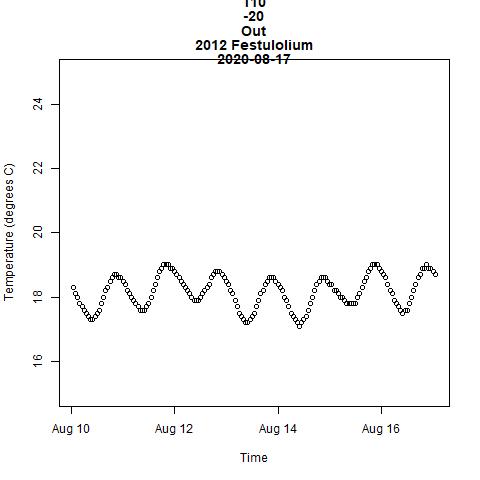 110
-20
Out
2012 Festulolium
2020-08-17
24
22
20
18
16
Temperature (degrees C)
Aug 10
Aug 12
Aug 14
Aug 16
Time